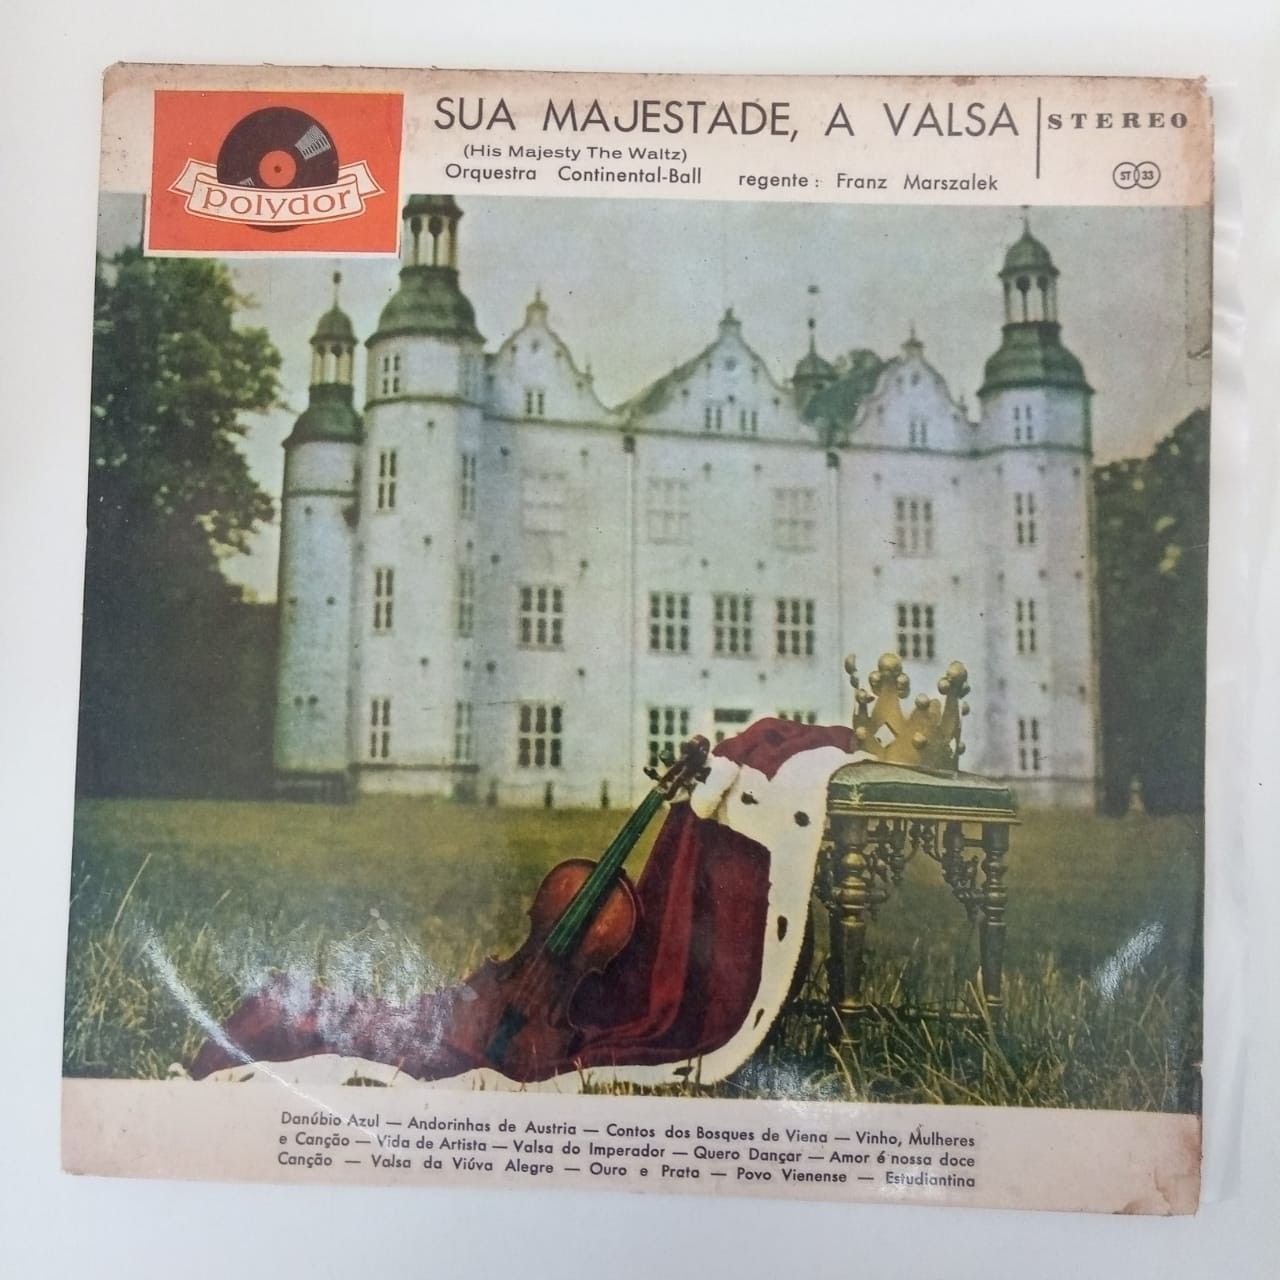 SUA MAJESTADE, A VALSA
STEREO
(His Majesty The Waltz)
Orquestra Continental-Ball regente: Franz Marszalek
ST 33
polydor
Danúbio Azul — Andorinhas de Austria — Contos dos Bosques de Viena — Vinho, Mulheres
e Canção — Vida de Artista — Valsa do Imperador — Quero Dançar — Amor é nossa doce
Canção — Valsa da Viúva Alegre — Ouro e Prata — Povo Vienense — Estudiantina